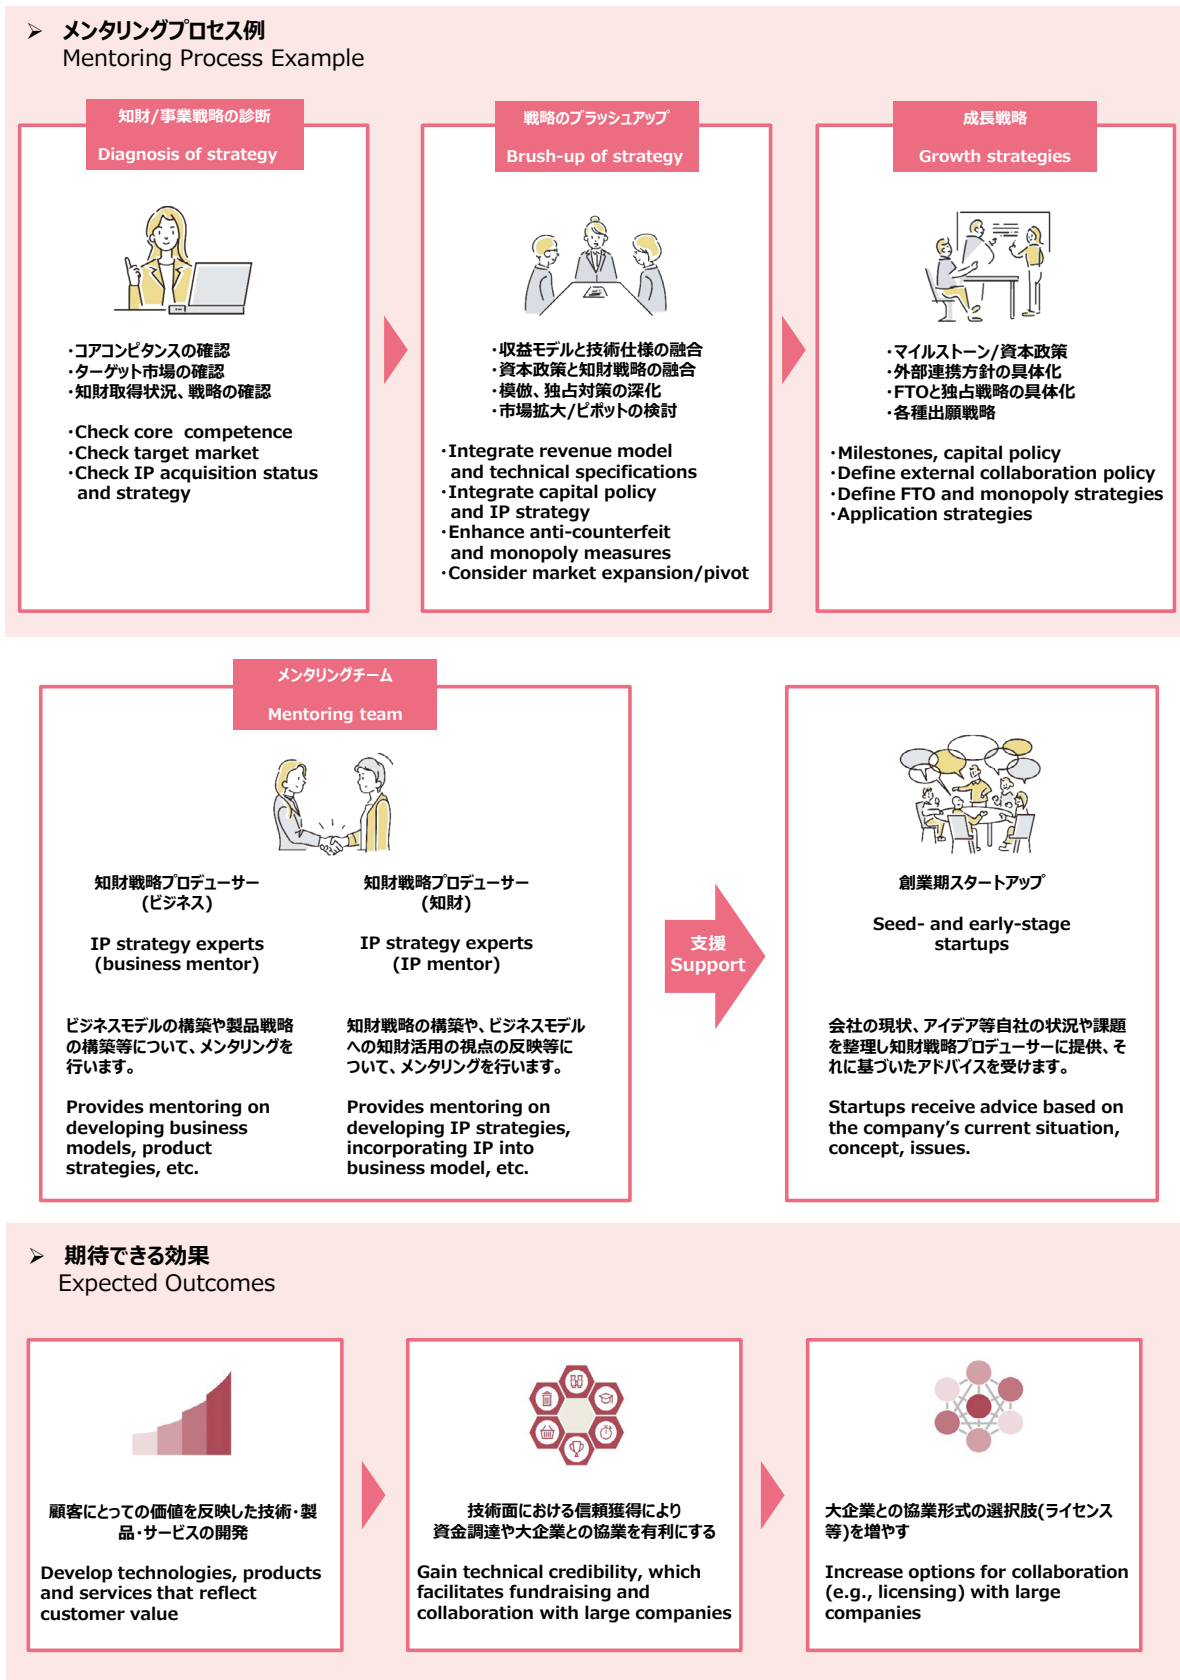 ➢ メンタリングプロセス例
Mentoring Process Example
知財/事業戦略の診断
Diagnosis of strategy
・コアコンピタンスの確認
・ターゲット市場の確認
・知財取得状況、戦略の確認
・Check core competence
・Check target market
・Check IP acquisition status
and strategy
戦略のブラッシュアップ
Brush-up of strategy
・収益モデルと技術仕様の融合
・資本政策と知財戦略の融合
・模倣、独占対策の深化
・市場拡大/ピボットの検討
・Integrate revenue model
and technical specifications
・Integrate capital policy
and IP strategy
・Enhance anti-counterfeit
and monopoly measures
・Consider market expansion/pivot
成長戦略
Growth strategies
・マイルストーン/資本政策
・外部連携方針の具体化
・FTOと独占戦略の具体化
・各種出願戦略
・Milestones, capital policy
・Define external collaboration policy
・Define FTO and monopoly strategies
・Application strategies
メンタリングチーム
Mentoring team
知財戦略プロデューサー
(ビジネス)
IP strategy experts
(business mentor)
ビジネスモデルの構築や製品戦略
の構築等について、メンタリングを
行います。
Provides mentoring on
developing business
models, product
strategies, etc.
知財戦略プロデューサー
(知財)
IP strategy experts
(IP mentor)
知財戦略の構築や、ビジネスモデル
への知財活用の視点の反映等に
ついて、メンタリングを行います。
Provides mentoring on
developing IP strategies,
incorporating IP into
business model, etc.
支援
Support
創業期スタートアップ
Seed- and early-stage
startups
会社の現状、アイデア等自社の状況や課題
を整理し知財戦略プロデューサーに提供、そ
れに基づいたアドバイスを受けます。
Startups receive advice based on
the company's current situation,
concept, issues.
➢ 期待できる効果
Expected Outcomes
顧客にとっての価値を反映した技術・製
品・サービスの開発
Develop technologies, products
and services that reflect
customer value
技術面における信頼獲得により
資金調達や大企業との協業を有利にする
Gain technical credibility, which
facilitates fundraising and
collaboration with large companies
大企業との協業形式の選択肢(ライセンス
等)を増やす
Increase options for collaboration
(e.g., licensing) with large
companies